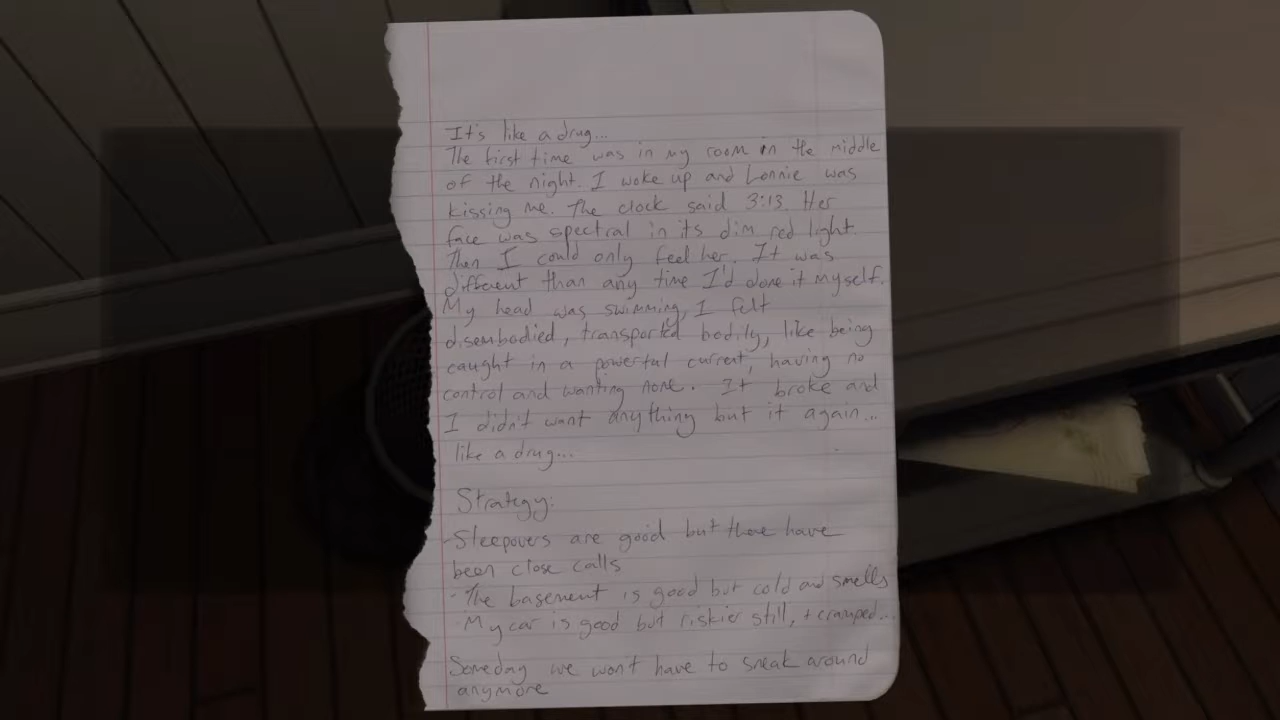 It's like a drug...
The first time was in my room in the middle
of the night. I woke up and Lonnie was
kissing me. The clock said 3:13. Her
face was spectral in its dim red light.
Then I could only feel her. It was
different than any time I'd done it myself.
My head was swimming, I felt
disembodied, transported bodily, like being
caught in a powerful current, having no
control and wanting none. It broke and
I didn't want anything but it again...
like a drug...
Strategy:
-Sleepovers are good but there have
been close calls
-The basement is good but cold and smells
-My car is good but riskier still, + cramped...
Someday we won't have to sneak around
anymore